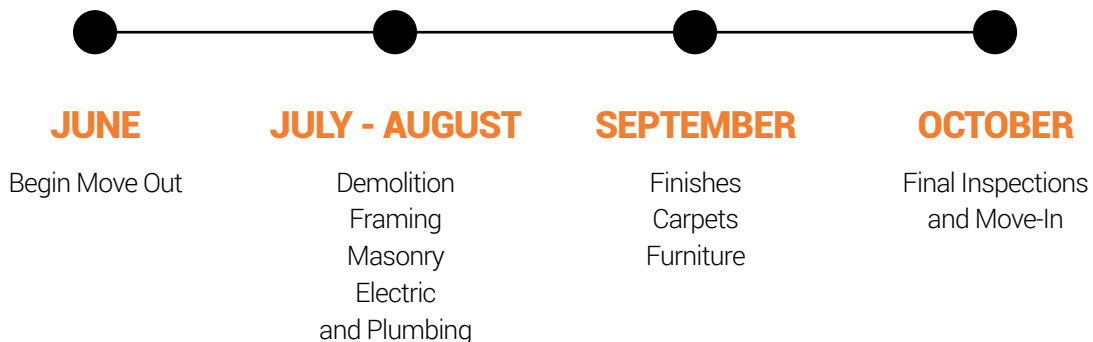 JUNE
Begin Move Out
JULY - AUGUST
Demolition
Framing
Masonry
Electric
and Plumbing
SEPTEMBER
Finishes
Carpets
Furniture
OCTOBER
Final Inspections
and Move-In